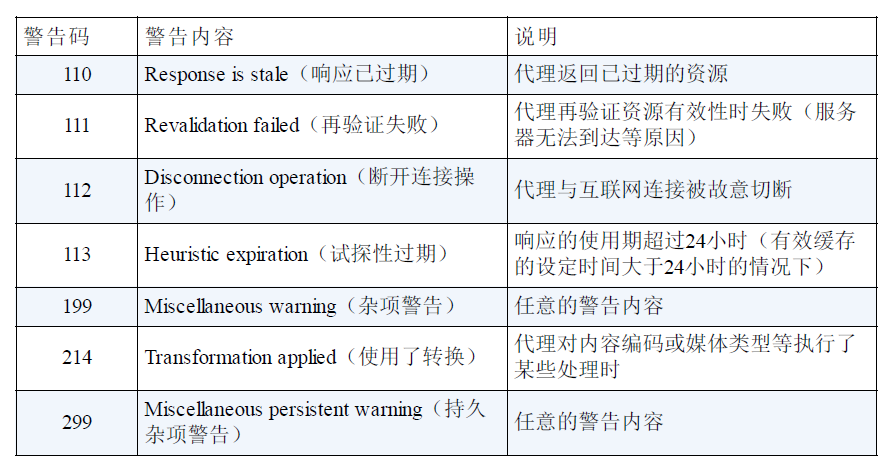 警告码 警告内容 说明
110 Response is stale（响应已过期） 代理返回已过期的资源
111 Revalidation failed（再验证失败） 代理再验证资源有效性时失败（服务
器无法到达等原因）
112 Disconnection operation（断开连接操
作） 代理与互联网连接被故意切断
113 Heuristic expiration（试探性过期） 响应的使用期超过24小时（有效缓存
的设定时间大于24小时的情况下）
199 Miscellaneous warning（杂项警告） 任意的警告内容
214 Transformation applied（使用了转换） 代理对内容编码或媒体类型等执行了
某些处理时
299 Miscellaneous persistent warning（持久
杂项警告） 任意的警告内容